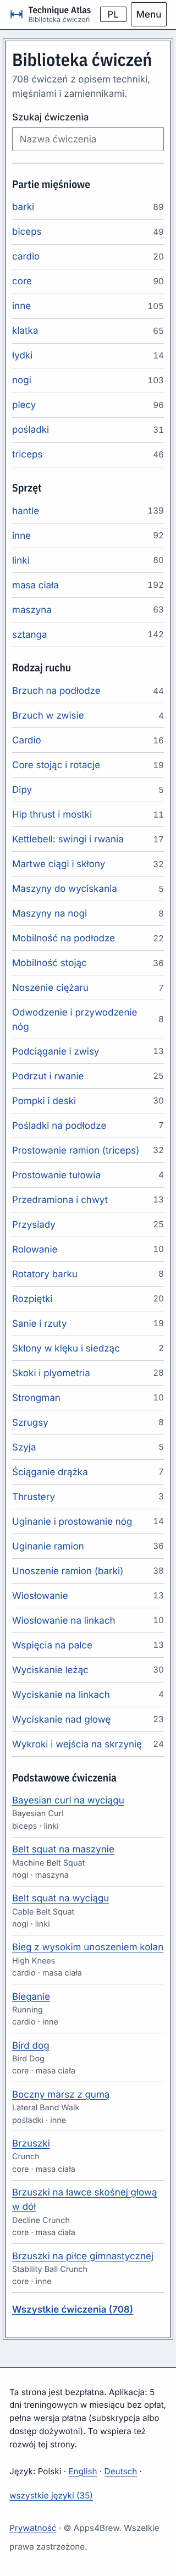 Technique Atlas
Biblioteka ćwiczeń
PL
Menu
Biblioteka ćwiczeń
708 ćwiczeń z opisem techniki,
mięśniami i zamiennikami.
Szukaj ćwiczenia
Nazwa ćwiczenia
Partie mięśniowe
barki 89
biceps 49
cardio 20
core 90
inne 105
klatka 65
łydki 14
nogi 103
plecy 96
pośladki 31
triceps 46
Sprzęt
hantle 139
inne 92
linki 80
masa ciała 192
maszyna 63
sztanga 142
Rodzaj ruchu
Brzuch na podłodze 44
Brzuch w zwisie 4
Cardio 16
Core stojąc i rotacje 19
Dipy 5
Hip thrust i mostki 11
Kettlebell: swingi i rwania 17
Martwe ciągi i skłony 32
Maszyny do wyciskania 5
Maszyny na nogi 8
Mobilność na podłodze 22
Mobilność stojąc 36
Noszenie ciężaru 7
Odwodzenie i przywodzenie
nóg 8
Podciąganie i zwisy 13
Podrzut i rwanie 25
Pompki i deski 30
Pośladki na podłodze 7
Prostowanie ramion (triceps) 32
Prostowanie tułowia 4
Przedramiona i chwyt 13
Przysiady 25
Rolowanie 10
Rotatory barku 8
Rozpiętki 20
Sanie i rzuty 19
Skłony w klęku i siedząc 2
Skoki i plyometria 28
Strongman 10
Szrugsy 8
Szyja 5
Ściąganie drążka 7
Thrustery 3
Uginanie i prostowanie nóg 14
Uginanie ramion 36
Unoszenie ramion (barki) 38
Wiosłowanie 13
Wiosłowanie na linkach 10
Wspięcia na palce 13
Wyciskanie leżąc 30
Wyciskanie na linkach 4
Wyciskanie nad głowę 23
Wykroki i wejścia na skrzynię 24
Podstawowe ćwiczenia
Bayesian curl na wyciągu
Bayesian Curl
biceps · linki
Belt squat na maszynie
Machine Belt Squat
nogi · maszyna
Belt squat na wyciągu
Cable Belt Squat
nogi · linki
Bieg z wysokim unoszeniem kolan
High Knees
cardio · masa ciała
Bieganie
Running
cardio · inne
Bird dog
Bird Dog
core · masa ciała
Boczny marsz z gumą
Lateral Band Walk
pośladki · inne
Brzuszki
Crunch
core · masa ciała
Brzuszki na ławce skośnej głową
w dół
Decline Crunch
core · masa ciała
Brzuszki na piłce gimnastycznej
Stability Ball Crunch
core · inne
Wszystkie ćwiczenia (708)
Ta strona jest bezpłatna. Aplikacja: 5
dni treningowych w miesiącu bez opłat,
pełna wersja płatna (subskrypcja albo
dostęp dożywotni). To wspiera też
rozwój tej strony.
Język: Polski · English · Deutsch ·
wszystkie języki (35)
Prywatność · © Apps4Brew. Wszelkie
prawa zastrzeżone.